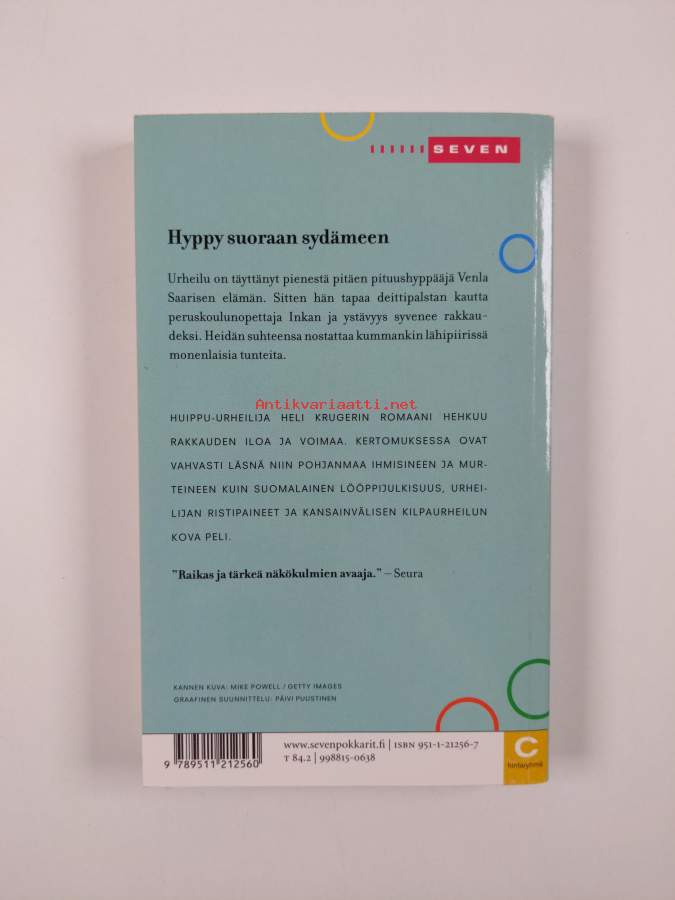 SEVEN
Hyppy suoraan sydämeen
Urheilu on täyttänyt pienestä pitäen pituushyppääjä Venla
Saarisen elämän. Sitten hän tapaa deittipalstan kautta
peruskoulunopettaja Inkan ja ystävyys syvenee rakkau-
deksi. Heidän suhteensa nostattaa kummankin lähipiirissä
monenlaisia tunteita.
Antikvariaatti.net
HUIPPU-URHEILIJA HELI KRUGERIN ROMAANI HEHKUU
RAKKAUDEN ILOA JA VOIMAA. KERTOMUKSESSA OVAT
VAHVASTI LÄSNÄ NIIN POHJANMAA IHMISINEEN JA MUR-
TEINEEN KUIN SUOMALAINEN LÖÖPPIJULKISUUS, URHEI-
LIJAN RISTIPAINEET JA KANSAINVÄLISEN KILPAURHEILUN
KOVA PELI.
"Raikas ja tärkeä näkökulmien avaaja." – Seura
KANNEN KUVA: MIKE POWELL / GETTY IMAGES
GRAAFINEN SUUNNITTELU: PÄIVI PUUSTINEN
www.sevenpokkarit.fi | ISBN 951-1-21256-7
T 84.2 | 998815-0638
9 789511 212560
C
hintaryhmä